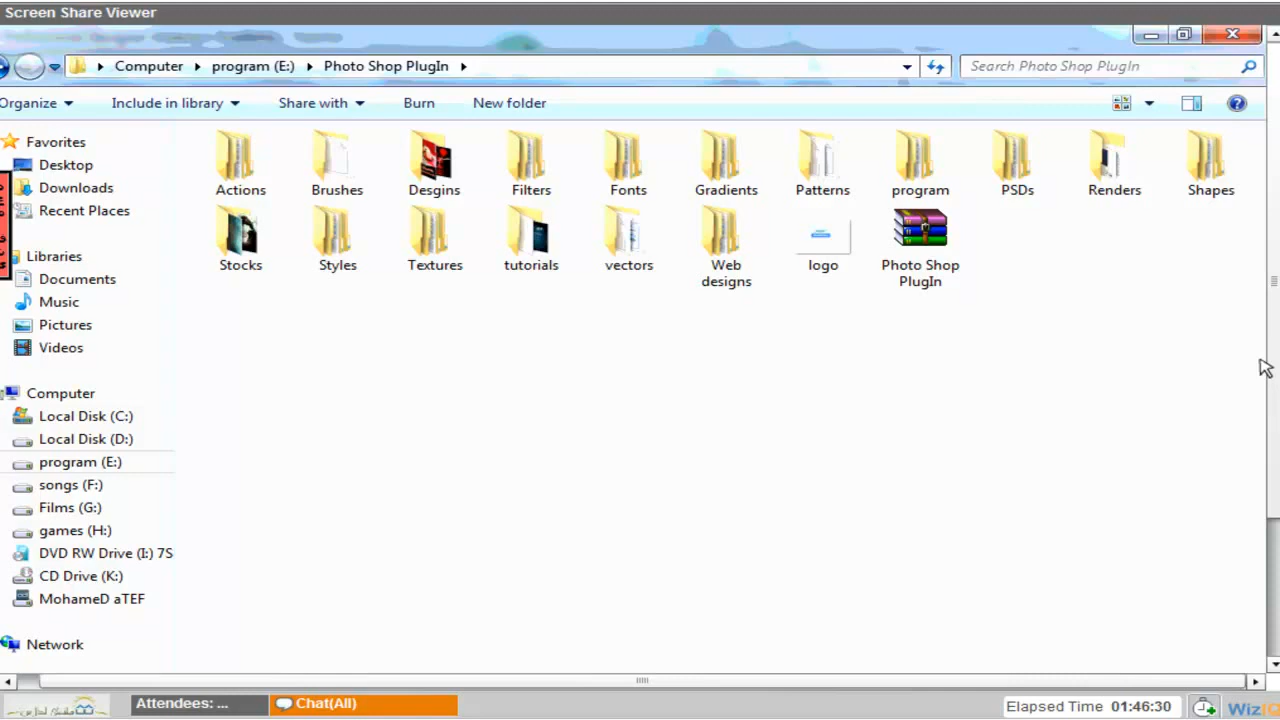 Screen Share Viewer
Computer program (E:) Photo Shop PlugIn
Search Photo Shop PlugIn
Organize Include in library Share with Burn New folder
Favorites
Desktop
Downloads
Recent Places
Libraries
Documents
Music
Pictures
Videos
Computer
Local Disk (C:)
Local Disk (D:)
program (E:)
songs (F:)
Films (G:)
games (H:)
DVD RW Drive (I:) 7S
CD Drive (K:)
MohameD aTEF
Network
Actions Brushes Desgins Filters Fonts Gradients Patterns program PSDs Renders Shapes
Stocks Styles Textures tutorials vectors Web designs logo Photo Shop PlugIn
Attendees: ... Chat(All)
Elapsed Time 01:46:30